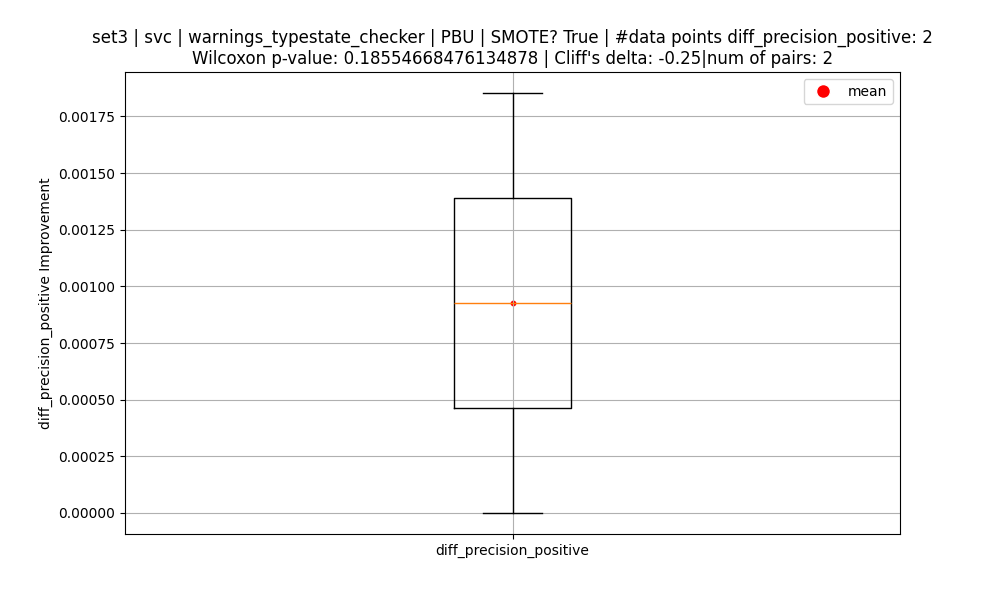 set3 | svc | warnings_typestate_checker | PBU | SMOTE? True | #data points diff_precision_positive: 2
Wilcoxon p-value: 0.18554668476134878 | Cliff's delta: -0.25|num of pairs: 2
mean
0.00175
0.00150
0.00125
0.00100
0.00075
0.00050
0.00025
0.00000
diff_precision_positive Improvement
diff_precision_positive